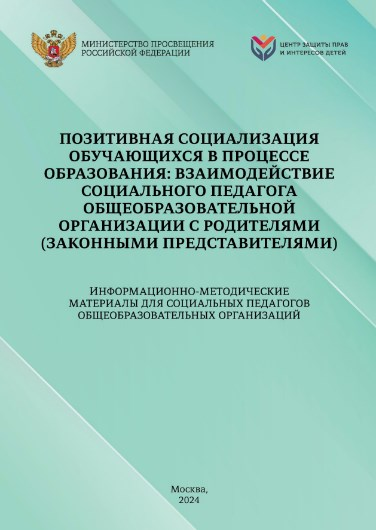 МИНИСТЕРСТВО ПРОСВЕЩЕНИЯ
РОССИЙСКОЙ ФЕДЕРАЦИИ
ЦЕНТР ЗАЩИТЫ ПРАВ
И ИНТЕРЕСОВ ДЕТЕЙ
ПОЗИТИВНАЯ СОЦИАЛИЗАЦИЯ
ОБУЧАЮЩИХСЯ В ПРОЦЕССЕ
ОБРАЗОВАНИЯ: ВЗАИМОДЕЙСТВИЕ
СОЦИАЛЬНОГО ПЕДАГОГА
ОБЩЕОБРАЗОВАТЕЛЬНОЙ
ОРГАНИЗАЦИИ С РОДИТЕЛЯМИ
(ЗАКОННЫМИ ПРЕДСТАВИТЕЛЯМИ)
ИНФОРМАЦИОННО-МЕТОДИЧЕСКИЕ
МАТЕРИАЛЫ ДЛЯ СОЦИАЛЬНЫХ ПЕДАГОГОВ
ОБЩЕОБРАЗОВАТЕЛЬНЫХ ОРГАНИЗАЦИЙ
Москва,
2024